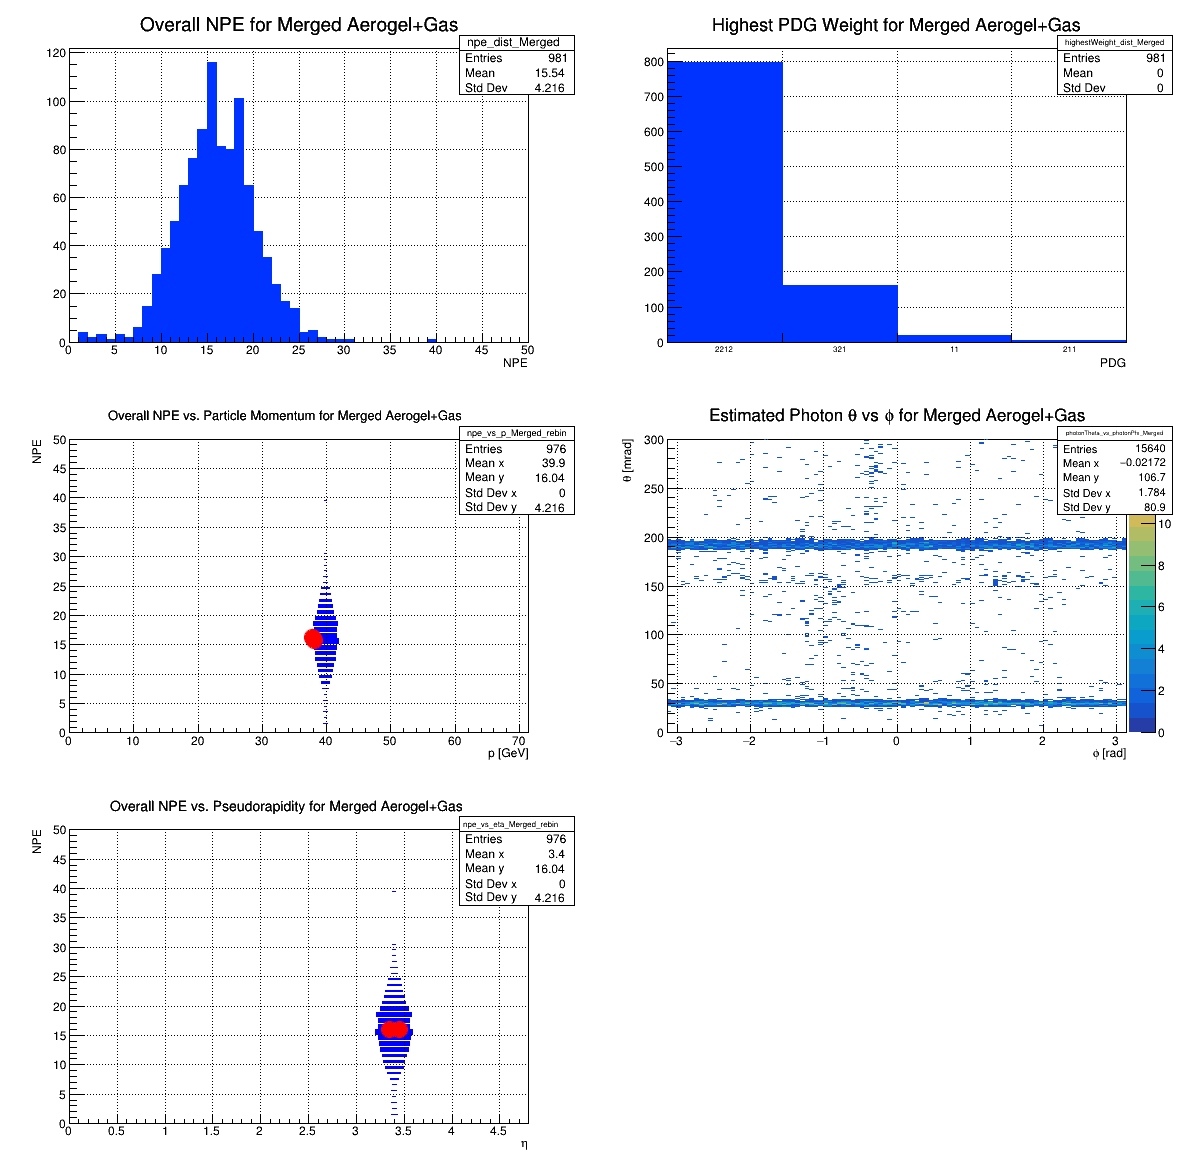 Overall NPE for Merged Aerogel+Gas
npe_dist_Merged
Entries 981
Mean 15.54
Std Dev 4.216
120
100
80
60
40
20
0
0 5 10 15 20 25 30 35 40 45 50
NPE
Highest PDG Weight for Merged Aerogel+Gas
highestWeight_dist_Merged
Entries 981
Mean 0
Std Dev 0
800
700
600
500
400
300
200
100
0
2212 321 11 211
PDG
Overall NPE vs. Particle Momentum for Merged Aerogel+Gas
npe_vs_p_Merged_rebin
Entries 976
Mean x 39.9
Mean y 16.04
Std Dev x 0
Std Dev y 4.216
NPE
50
45
40
35
30
25
20
15
10
5
0
0 10 20 30 40 50 60 70
p [GeV]
Estimated Photon θ vs ϕ for Merged Aerogel+Gas
photonTheta_vs_photonPhi_Merged
Entries 15640
Mean x −0.02172
Mean y 106.7
Std Dev x 1.784
Std Dev y 80.9
θ [mrad]
300
250
200
150
100
50
0
−3 −2 −1 0 1 2 3
ϕ [rad]
10
8
6
4
2
0
Overall NPE vs. Pseudorapidity for Merged Aerogel+Gas
npe_vs_eta_Merged_rebin
Entries 976
Mean x 3.4
Mean y 16.04
Std Dev x 0
Std Dev y 4.216
NPE
50
45
40
35
30
25
20
15
10
5
0
0 0.5 1 1.5 2 2.5 3 3.5 4 4.5
η